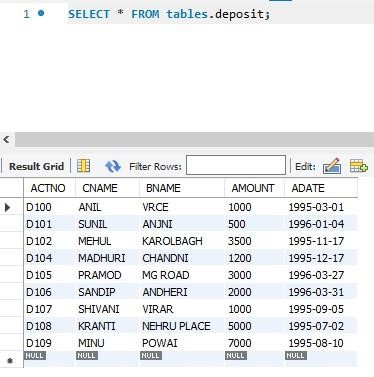 1 SELECT * FROM tables.deposit;
Result Grid Filter Rows: Edit:
ACTNO CNAME BNAME AMOUNT ADATE
D100 ANIL VRCE 1000 1995-03-01
D101 SUNIL ANJNI 500 1996-01-04
D102 MEHUL KAROLBAGH 3500 1995-11-17
D104 MADHURI CHANDNI 1200 1995-12-17
D105 PRAMOD MG ROAD 3000 1996-03-27
D106 SANDIP ANDHERI 2000 1996-03-31
D107 SHIVANI VIRAR 1000 1995-09-05
D108 KRANTI NEHRU PLACE 5000 1995-07-02
D109 MINU POWAI 7000 1995-08-10
NULL NULL NULL NULL NULL